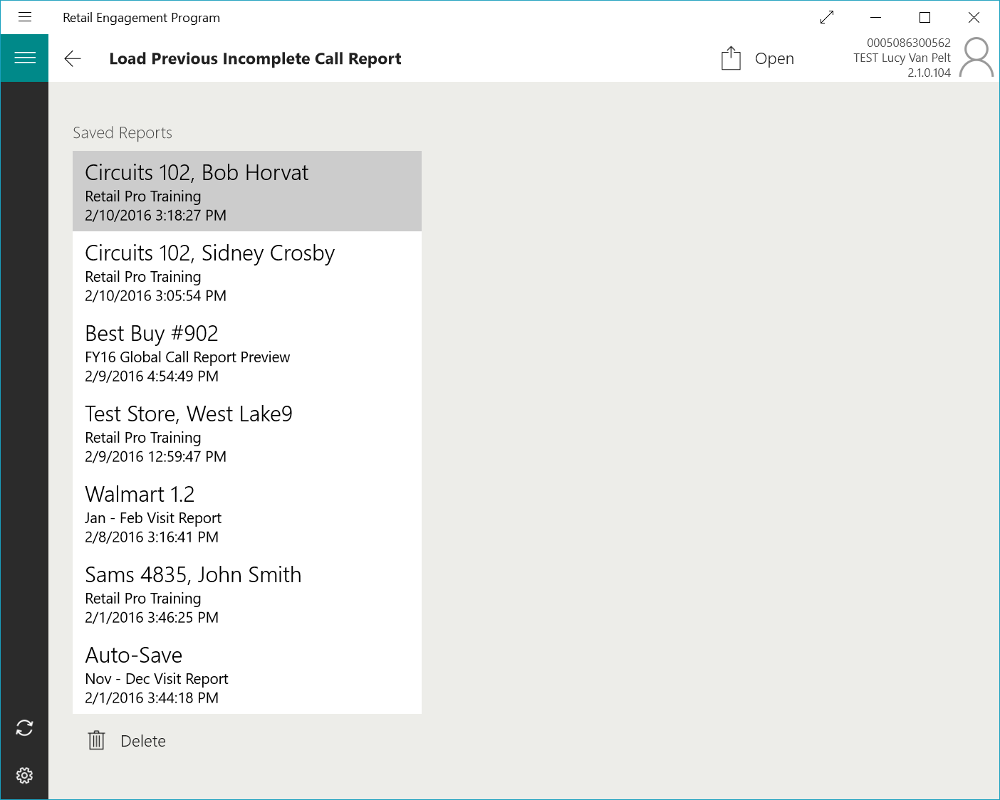 Retail Engagement Program
Load Previous Incomplete Call Report
Open
0005086300562
TEST Lucy Van Pelt
2.1.0.104
Saved Reports
Circuits 102, Bob Horvat
Retail Pro Training
2/10/2016 3:18:27 PM
Circuits 102, Sidney Crosby
Retail Pro Training
2/10/2016 3:05:54 PM
Best Buy #902
FY16 Global Call Report Preview
2/9/2016 4:54:49 PM
Test Store, West Lake9
Retail Pro Training
2/9/2016 12:59:47 PM
Walmart 1.2
Jan - Feb Visit Report
2/8/2016 3:16:41 PM
Sams 4835, John Smith
Retail Pro Training
2/1/2016 3:46:25 PM
Auto-Save
Nov - Dec Visit Report
2/1/2016 3:44:18 PM
Delete